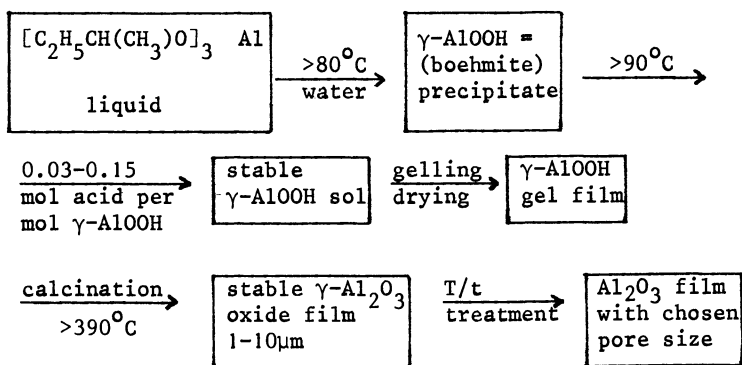 [C₂H₅CH(CH₃)O]₃ Al
liquid
>80°C
water
γ-AlOOH =
(boehmite)
precipitate
>90°C
0.03-0.15
mol acid per
mol γ-AlOOH
stable
γ-AlOOH sol
gelling
drying
γ-AlOOH
gel film
calcination
>390°C
stable γ-Al₂O₃
oxide film
1-10μm
T/t
treatment
Al₂O₃ film
with chosen
pore size